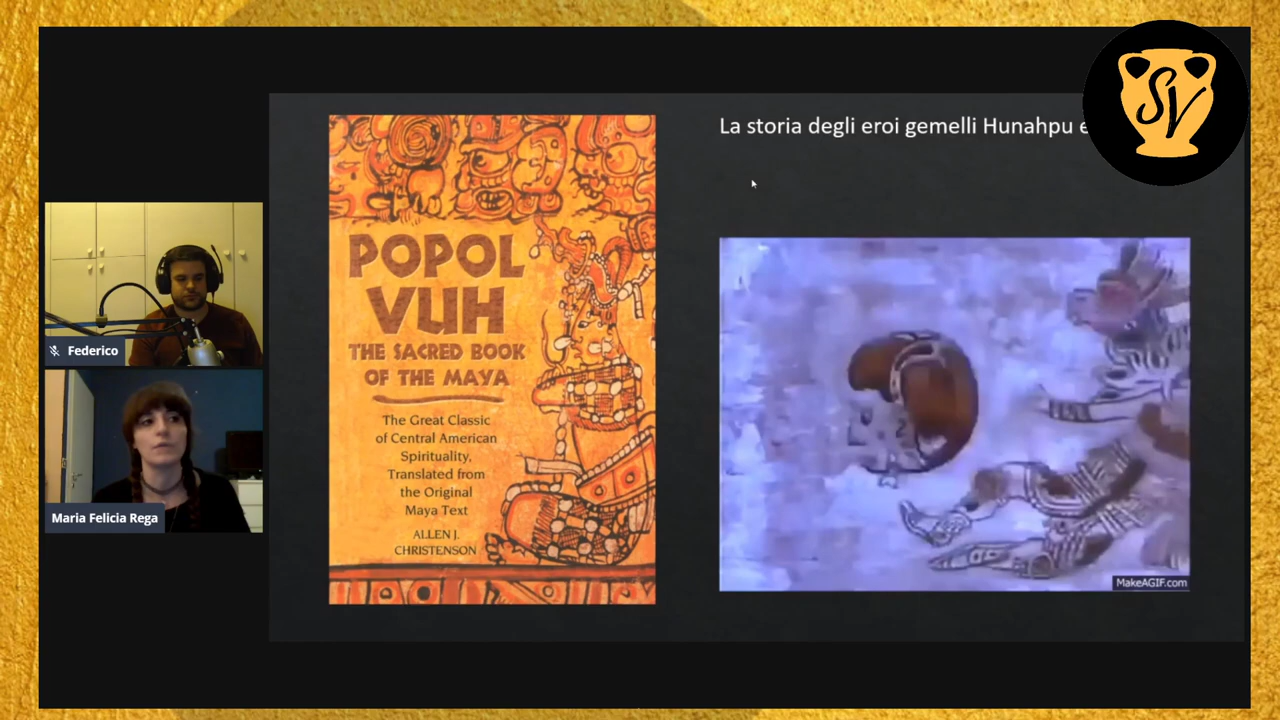 La storia degli eroi gemelli Hunahpu e
SV
POPOL
VUH
THE SACRED BOOK
OF THE MAYA
The Great Classic
of Central American
Spirituality,
Translated from
the Original
Maya Text
ALLEN J.
CHRISTENSON
Federico
Maria Felicia Rega
MakeAGIF.com